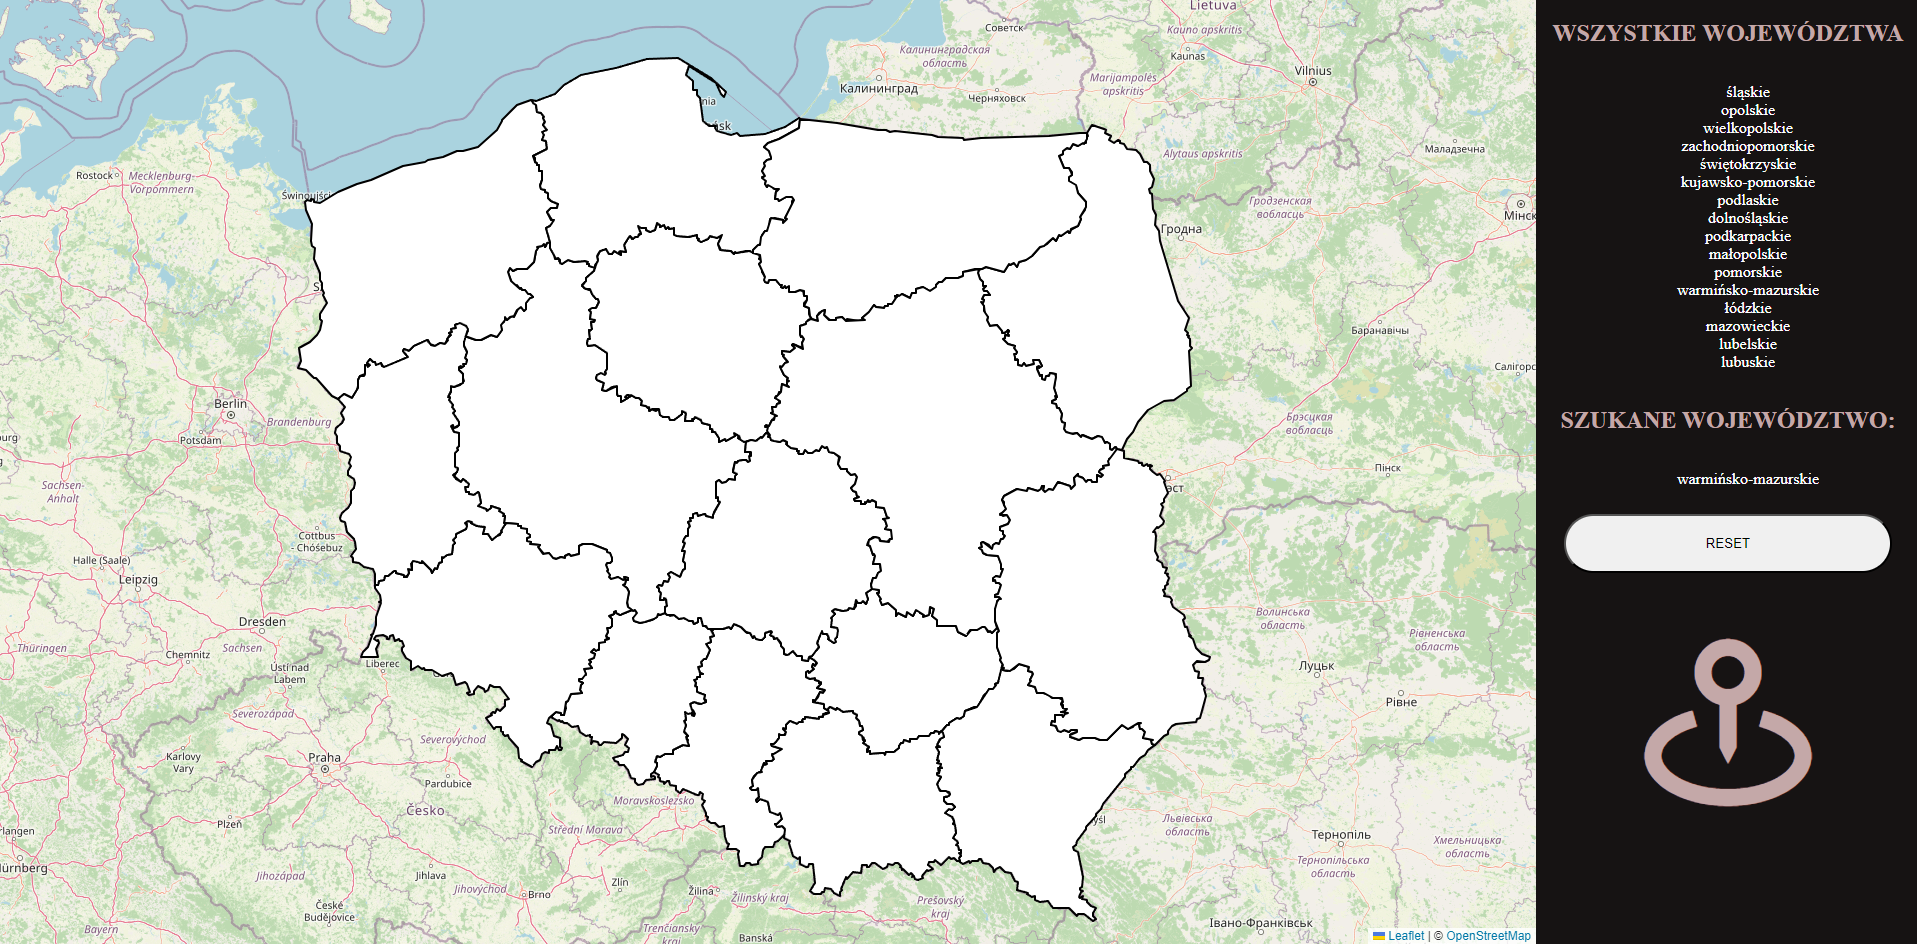 WSZYSTKIE WOJEWÓDZTWA
śląskie
opolskie
wielkopolskie
zachodniopomorskie
świętokrzyskie
kujawsko-pomorskie
podlaskie
dolnośląskie
podkarpackie
małopolskie
pomorskie
warmińsko-mazurskie
łódzkie
mazowieckie
lubelskie
lubuskie
SZUKANE WOJEWÓDZTWO:
warmińsko-mazurskie
RESET
Lietuva
Советск
Kauno apskritis
Калининградская
область
Kaunas
Vilnius
Marijampolės
apskritis
Калининград
Черняховск
Alytaus apskritis
Маладзечна
Rostock
Mecklenburg-
Vorpommern
Świnoujści
Гродзенская
вобласць
Мінск
Гродна
Баранавічы
Салігорс
Berlin
Brandenburg
Potsdam
Брэсцкая
вобласць
Пінск
Sachsen-
Anhalt
Cottbus
- Chóśebuz
Halle (Saale)
Leipzig
Dresden
Волинська
область
Рівненська
область
Thüringen
Chemnitz
Sachsen
Ústí nad
Labem
Liberec
Луцьк
Рівне
Severozápad
Severovýchod
Karlovy
Vary
Praha
Pardubice
Česko
Moravskoslezsko
Střední Morava
Plzeň
Львівська
область
Тернопіль
Хмельницька
область
Тернопільська
область
Jihozápad
Jihlava
Jihovýchod
Brno
Zlín
Žilina
Žilinský kraj
Prešovský
kraj
České
Budějovice
Bayern
Trenčiansky
kraj
Banská
Івано-Франківськ
Leaflet | © OpenStreetMap